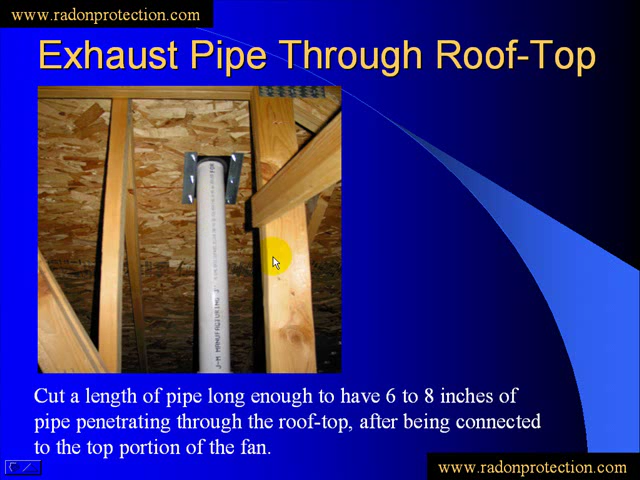 www.radonprotection.com
Exhaust Pipe Through Roof-Top
J-M MANUFACTURING
Cut a length of pipe long enough to have 6 to 8 inches of
pipe penetrating through the roof-top, after being connected
to the top portion of the fan.
www.radonprotection.com